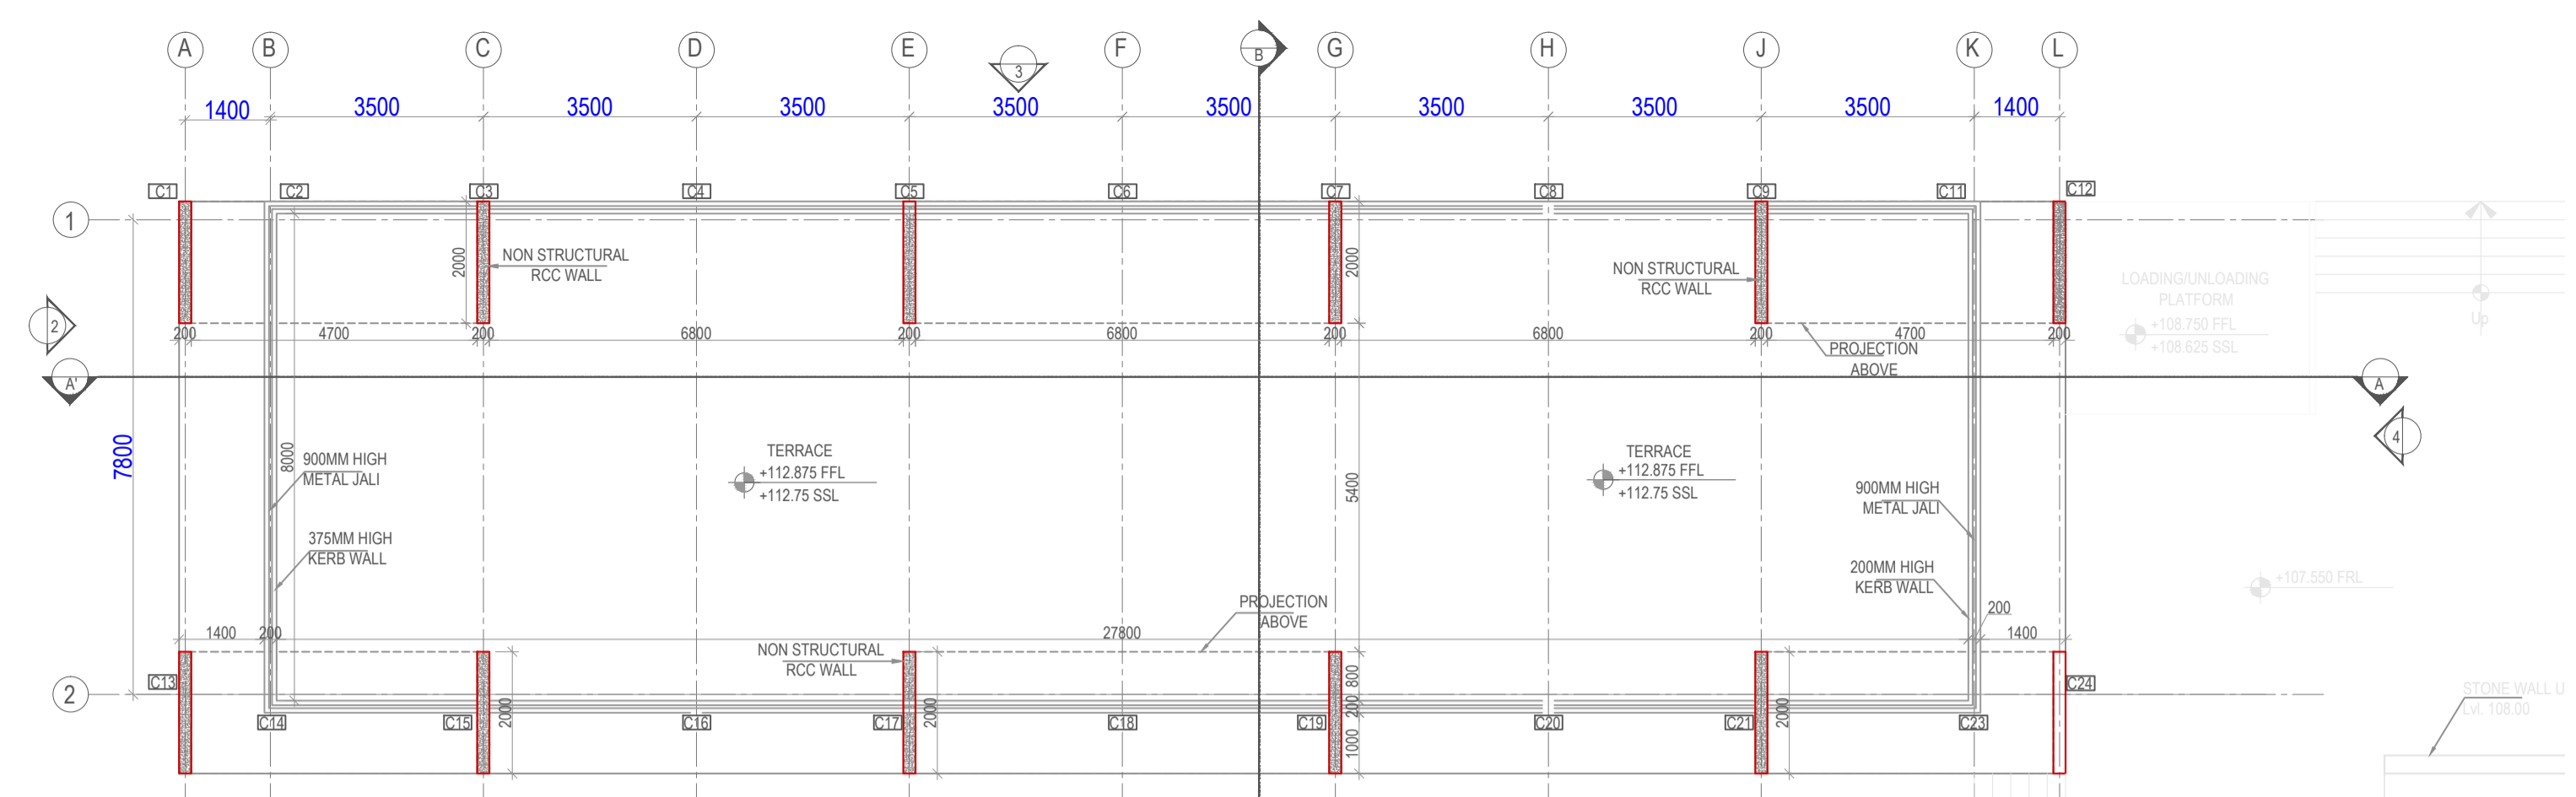 A B C D E F G H J K L
3
B
1400 3500 3500 3500 3500 3500 3500 3500 3500 1400
C1 C2 C3 C4 C5 C6 C7 C8 C9 C11 C12
1
2000
NON STRUCTURAL
RCC WALL
2000
NON STRUCTURAL
RCC WALL
LOADING/UNLOADING
PLATFORM
+108.750 FFL
+108.625 SSL
Up
2
200 4700 200 6800 200 6800 200 6800 200 4700 200
PROJECTION
ABOVE
A'
A
4
7800
8000
900MM HIGH
METAL JALI
375MM HIGH
KERB WALL
TERRACE
+112.875 FFL
+112.75 SSL
5400
TERRACE
+112.875 FFL
+112.75 SSL
900MM HIGH
METAL JALI
200MM HIGH
KERB WALL
200
+107.550 FRL
PROJECTION
ABOVE
1400 200 27800 1400
NON STRUCTURAL
RCC WALL
800
200
1000
C13
2
C24
STONE WALL U
Lvl. 108.00
C14 C15 2000 C16 C17 2000 C18 C19 C20 C21 2000 C23